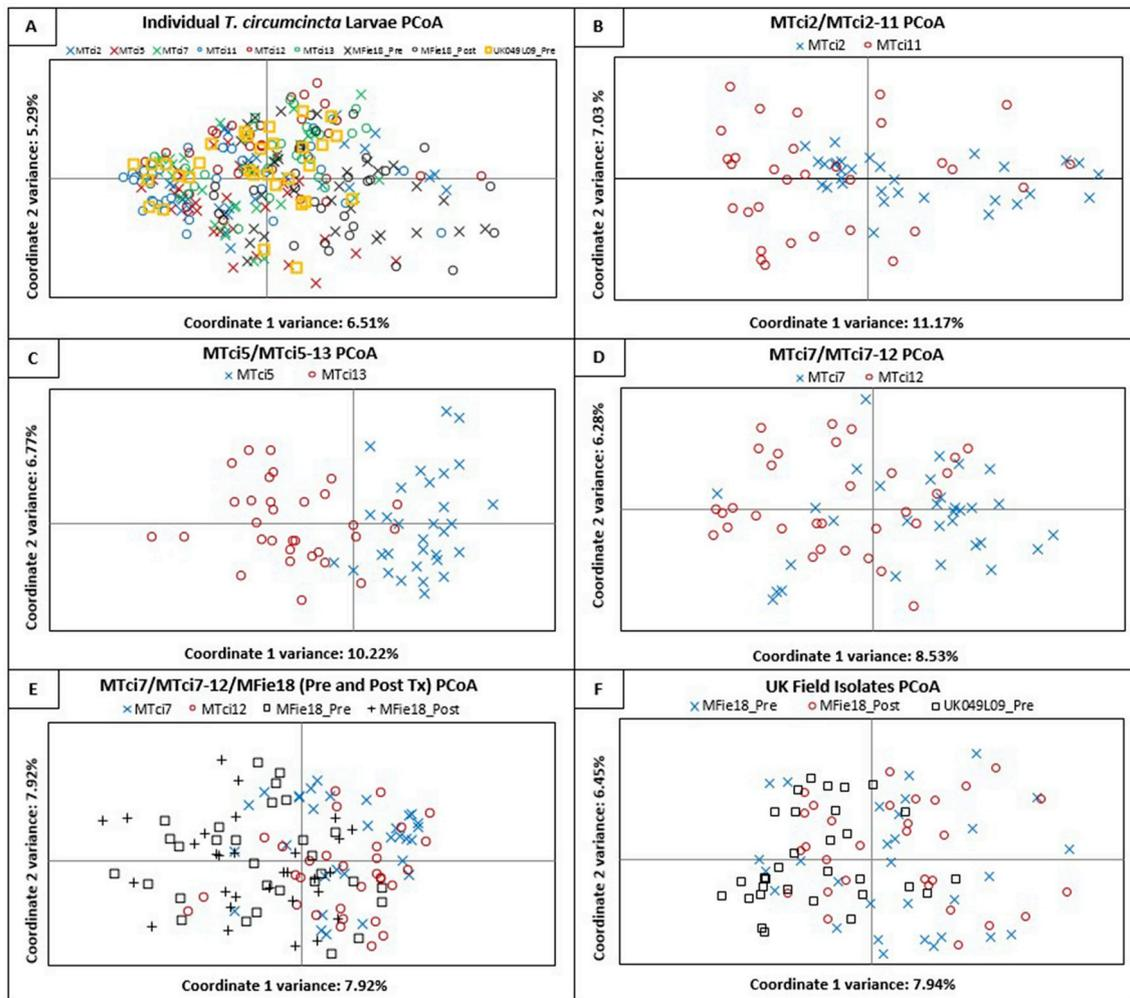 A
Individual T. circumcincta Larvae PCoA
MTci2 MTci5 MTci7 MTci11 MTci12 MTci13 MFie18_Pre MFie18_Post UK049L09_Pre
Coordinate 2 variance: 5.29%
Coordinate 1 variance: 6.51%
B
MTci2/MTci2-11 PCoA
MTci2 MTci11
Coordinate 2 variance: 7.03 %
Coordinate 1 variance: 11.17%
C
MTci5/MTci5-13 PCoA
MTci5 MTci13
Coordinate 2 variance: 6.77%
Coordinate 1 variance: 10.22%
D
MTci7/MTci7-12 PCoA
MTci7 MTci12
Coordinate 2 variance: 6.28%
Coordinate 1 variance: 8.53%
E
MTci7/MTci7-12/MFie18 (Pre and Post Tx) PCoA
MTci7 MTci12 MFie18_Pre MFie18_Post
Coordinate 2 variance: 7.92%
Coordinate 1 variance: 7.92%
F
UK Field Isolates PCoA
MFie18_Pre MFie18_Post UK049L09_Pre
Coordinate 2 variance: 6.45%
Coordinate 1 variance: 7.94%